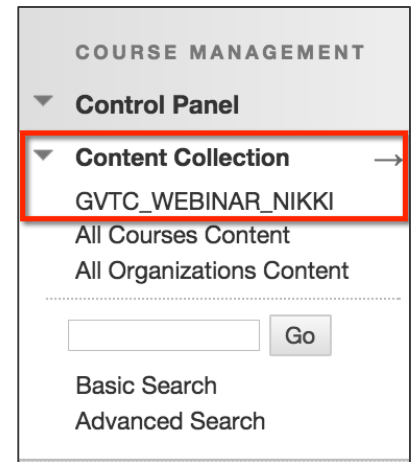 COURSE MANAGEMENT
Control Panel
Content Collection →
GVTC_WEBINAR_NIKKI
All Courses Content
All Organizations Content
Go
Basic Search
Advanced Search